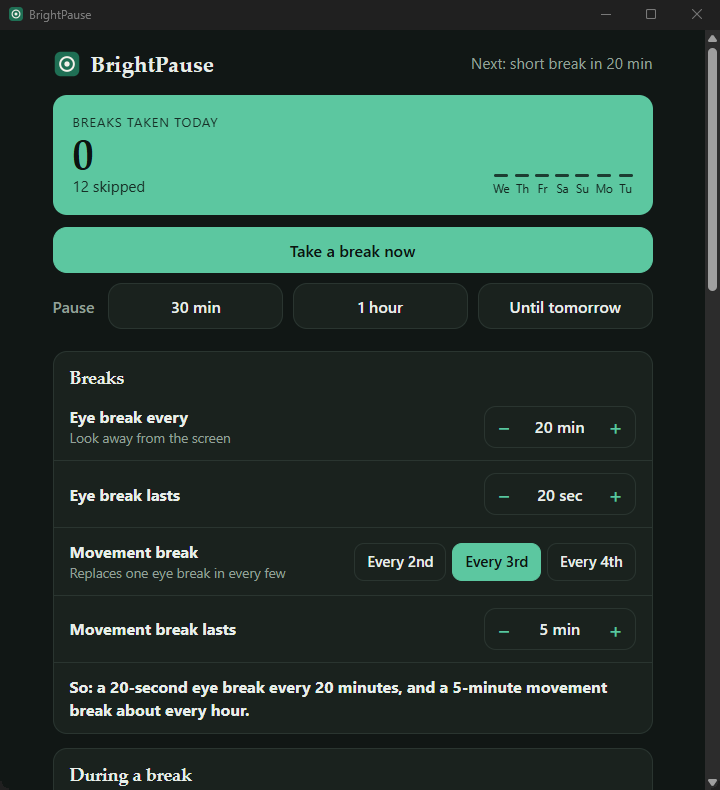 BrightPause
BrightPause
Next: short break in 20 min
BREAKS TAKEN TODAY
0
12 skipped
We Th Fr Sa Su Mo Tu
Take a break now
Pause 30 min 1 hour Until tomorrow
Breaks
Eye break every
Look away from the screen
− 20 min +
Eye break lasts
− 20 sec +
Movement break
Replaces one eye break in every few
Every 2nd Every 3rd Every 4th
Movement break lasts
− 5 min +
So: a 20-second eye break every 20 minutes, and a 5-minute movement
break about every hour.
During a break